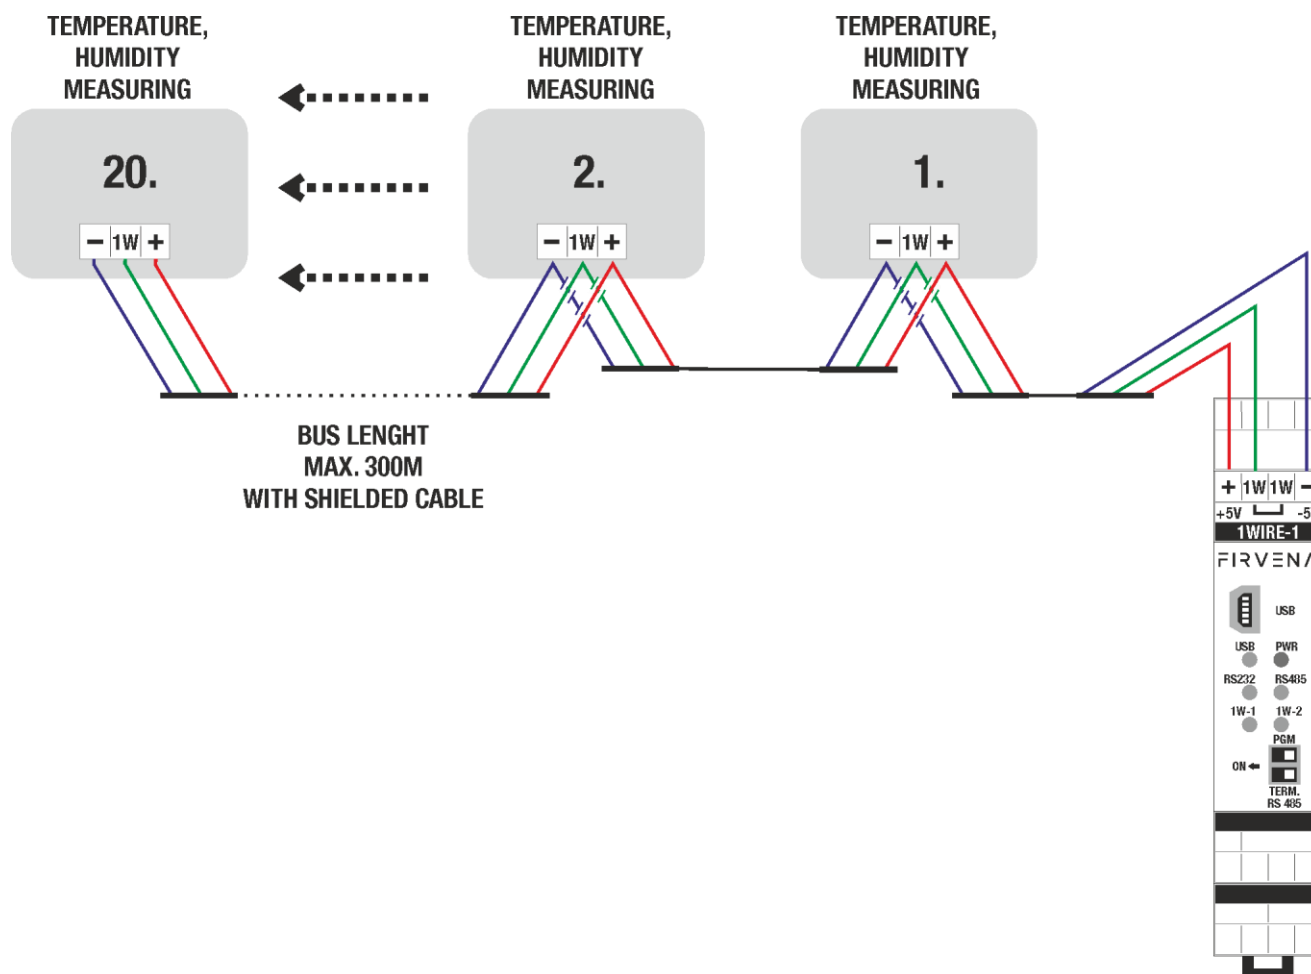 TEMPERATURE,
HUMIDITY
MEASURING
20.
− 1W +
TEMPERATURE,
HUMIDITY
MEASURING
2.
− 1W +
TEMPERATURE,
HUMIDITY
MEASURING
1.
− 1W +
BUS LENGHT
MAX. 300M
WITH SHIELDED CABLE
+ 1W 1W −
+5V -5
1WIRE-1
FIRVENA
USB
USB PWR
RS232 RS485
1W-1 1W-2
PGM
ON
TERM.
RS 485